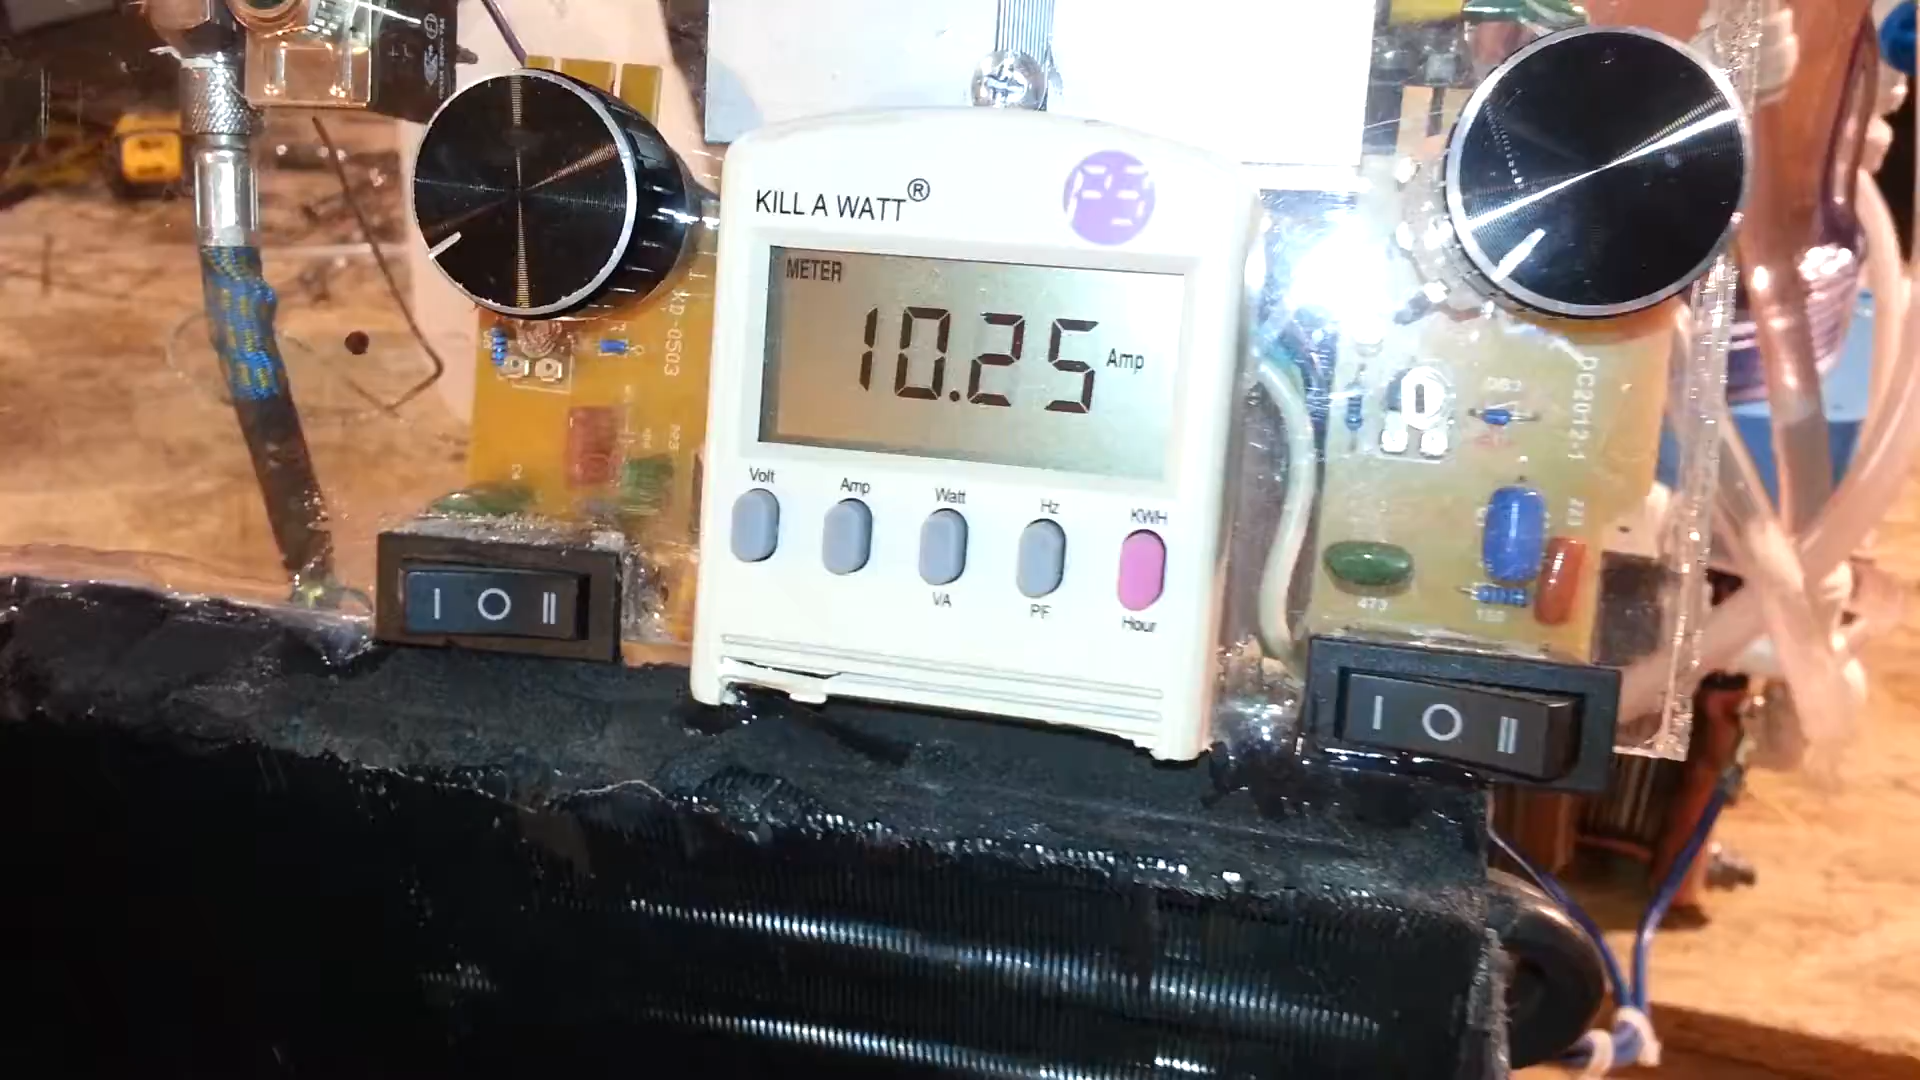 KILL A WATT®
METER
10.25 Amp
Volt Amp Watt Hz KWH
VA PF Hour
XD-0503
I O II
DC2012-1
473
I O II